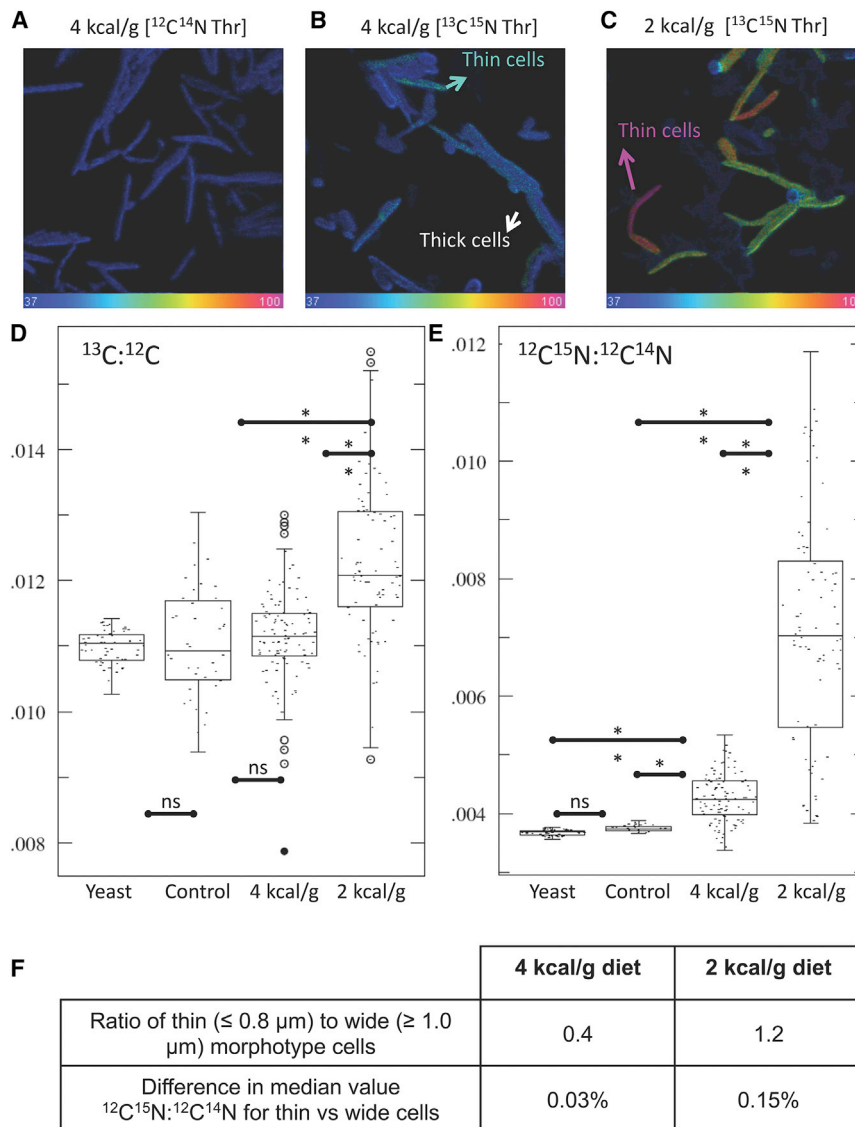 A 4 kcal/g [¹²C¹⁴N Thr]
B 4 kcal/g [¹³C¹⁵N Thr]
C 2 kcal/g [¹³C¹⁵N Thr]
Thin cells
Thick cells
Thin cells
37 100
37 100
37 10
D ¹³C:¹²C
.014
.013
.012
.011
.010
.009
.008
* *
* *
ns
ns
Yeast Control 4 kcal/g 2 kcal/g
E ¹²C¹⁵N:¹²C¹⁴N
.012
.010
.008
.006
.004
* *
* *
* *
*
ns
Yeast Control 4 kcal/g 2 kcal/g
F
4 kcal/g diet 2 kcal/g diet
Ratio of thin (≤ 0.8 μm) to wide (≥ 1.0
μm) morphotype cells
0.4 1.2
Difference in median value
¹²C¹⁵N:¹²C¹⁴N for thin vs wide cells
0.03% 0.15%